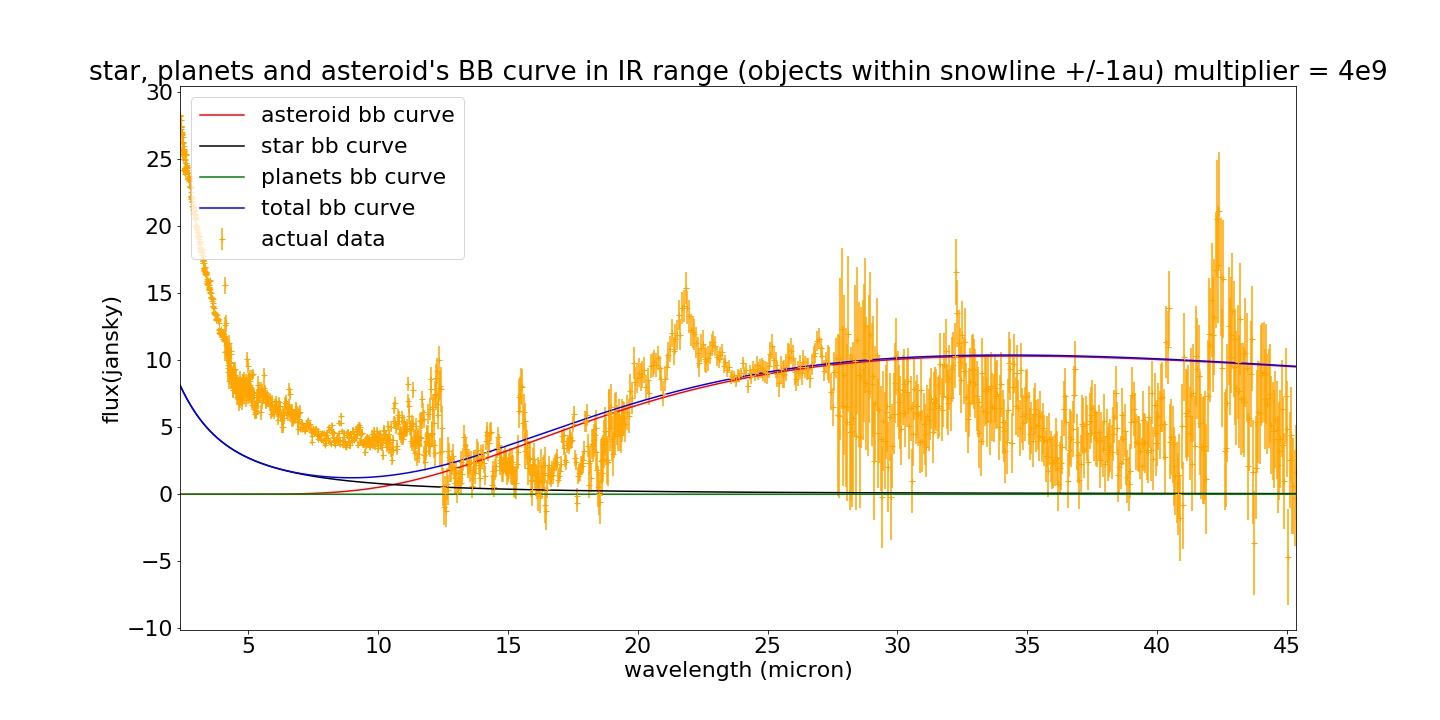 star, planets and asteroid's BB curve in IR range (objects within snowline +/-1au) multiplier = 4e9
asteroid bb curve
star bb curve
planets bb curve
total bb curve
actual data
30
25
20
15
10
5
0
−5
−10
flux(jansky)
5 10 15 20 25 30 35 40 45
wavelength (micron)